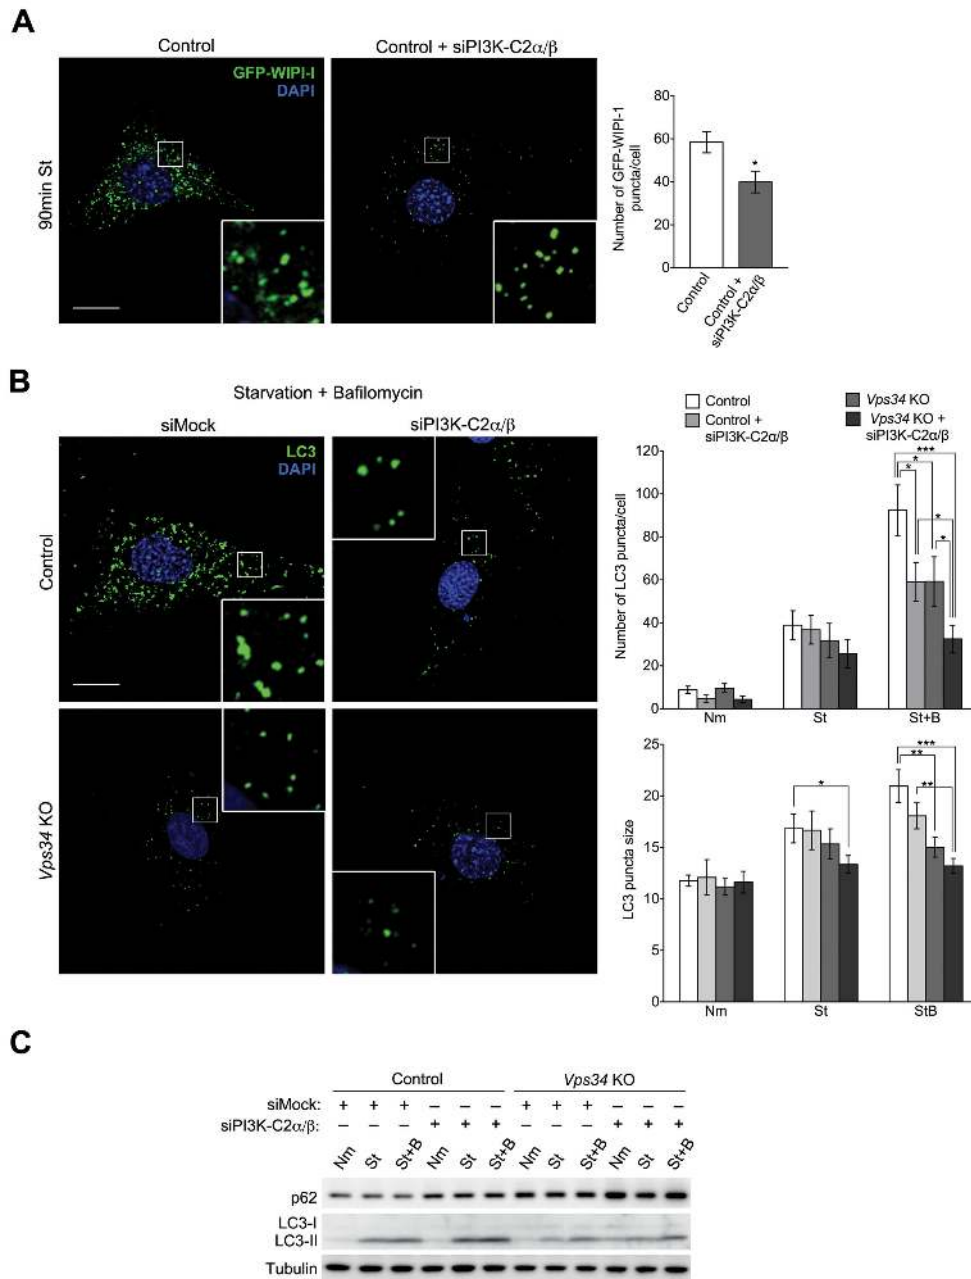 A
Control
Control + siPI3K-C2α/β
GFP-WIPI-I
DAPI
90min St
Number of GFP-WIPI-1
puncta/cell
80
60
40
20
0
*
Control
Control +
siPI3K-C2α/β
B
Starvation + Bafilomycin
siMock
siPI3K-C2α/β
LC3
DAPI
Control
Vps34 KO
Control
Control +
siPI3K-C2α/β
Vps34 KO
Vps34 KO +
siPI3K-C2α/β
Number of LC3 puncta/cell
120
100
80
60
40
20
0
***
*
*
*
*
Nm
St
St+B
LC3 puncta size
25
20
15
10
5
0
*
***
**
**
Nm
St
StB
C
Control
Vps34 KO
siMock: + + + – – – + + + – – –
siPI3K-C2α/β: – – – + + + – – – + + +
Nm St St+B Nm St St+B Nm St St+B Nm St St+B
p62
LC3-I
LC3-II
Tubulin